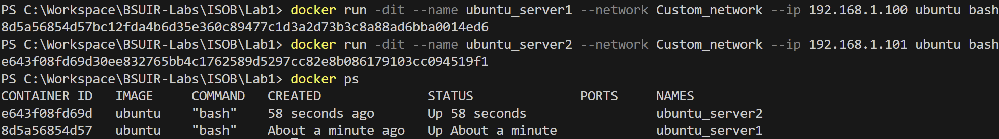 PS C:\Workspace\BSUIR-Labs\ISOB\Lab1> docker run -dit --name ubuntu_server1 --network Custom_network --ip 192.168.1.100 ubuntu bash
8d5a56854d57bc12fda4b6d35e360c89477c1d3a2d73b3c8a88ad6bba0014ed6
PS C:\Workspace\BSUIR-Labs\ISOB\Lab1> docker run -dit --name ubuntu_server2 --network Custom_network --ip 192.168.1.101 ubuntu bash
e643f08fd69d30ee832765bb4c1762589d5297cc82e8b086179103cc094519f1
PS C:\Workspace\BSUIR-Labs\ISOB\Lab1> docker ps
CONTAINER ID   IMAGE    COMMAND   CREATED              STATUS              PORTS     NAMES
e643f08fd69d   ubuntu    "bash"    58 seconds ago       Up 58 seconds                 ubuntu_server2
8d5a56854d57   ubuntu    "bash"    About a minute ago   Up About a minute             ubuntu_server1